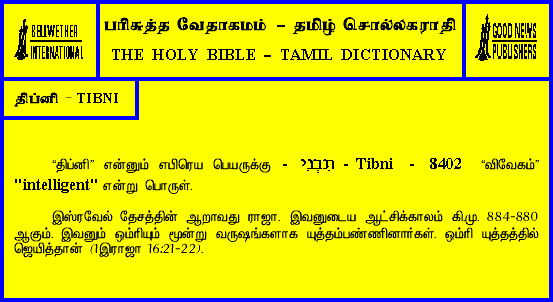 BELLWETHER
INTERNATIONAL
பரிசுத்த வேதாகமம் – தமிழ் சொல்லகராதி
THE HOLY BIBLE – TAMIL DICTIONARY
GOOD NEWS
PUBLISHERS
திப்னி - TIBNI
“திப்னி” என்னும் எபிரெய பெயருக்கு - תִּבְנִי - Tibni - 8402 “விவேகம்”
"intelligent" என்று பொருள்.
இஸ்ரவேல் தேசத்தின் ஆறாவது ராஜா. இவனுடைய ஆட்சிக்காலம் கி.மு. 884-880
ஆகும். இவனும் ஒம்ரியும் மூன்று வருஷங்களாக யுத்தம்பண்ணினார்கள். ஒம்ரி யுத்தத்தில்
ஜெயித்தான் (1இராஜா 16:21-22).